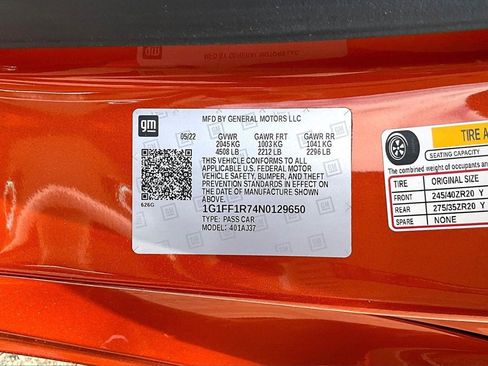 gm
MFD BY GENERAL MOTORS LLC
05/22 GVWR GAWR FRT GAWR RR
2045 KG 1003 KG 1041 KG
4508 LB 2212 LB 2296 LB
THIS VEHICLE CONFORMS TO ALL
APPLICABLE U.S. FEDERAL MOTOR
VEHICLE SAFETY, BUMPER, AND THEFT
PREVENTION STANDARDS IN EFFECT
ON THE DATE OF MANUFACTURE
SHOWN ABOVE.
626G
1G1FF1R74N0129650
TYPE: PASS CAR
MODEL: 401AJ37
TIRE A
SEATING CAPACITY
The combined weight of occupants and
TIRE ORIGINAL SIZE
FRONT 245/40ZR20 Y
REAR 275/35ZR20 Y
SPARE NONE